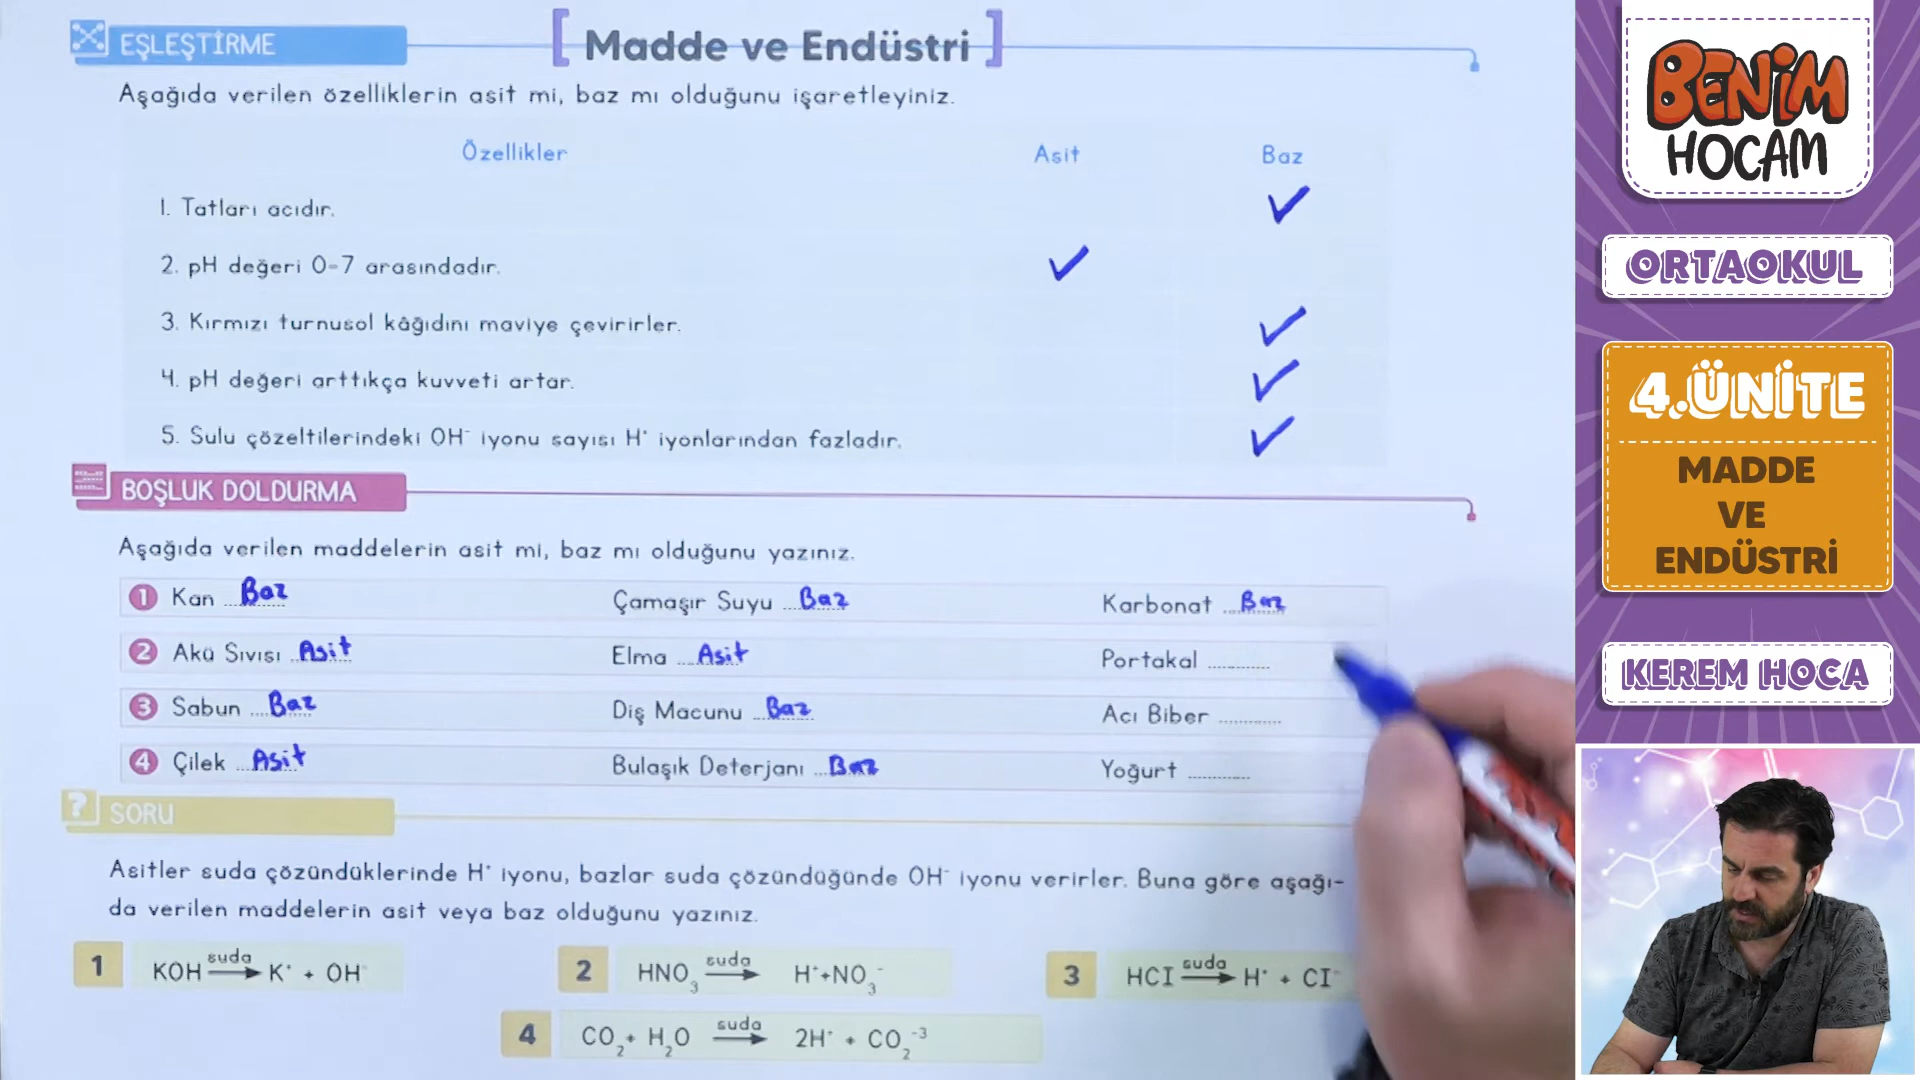 EŞLEŞTİRME
[Madde ve Endüstri]
Aşağıda verilen özelliklerin asit mi, baz mı olduğunu işaretleyiniz.
Özellikler Asit Baz
1. Tatları acıdır. ✓
2. pH değeri 0-7 arasındadır. ✓
3. Kırmızı turnusol kâğıdını maviye çevirirler. ✓
4. pH değeri arttıkça kuvveti artar. ✓
5. Sulu çözeltilerindeki OH⁻ iyonu sayısı H⁺ iyonlarından fazladır. ✓
BOŞLUK DOLDURMA
Aşağıda verilen maddelerin asit mi, baz mı olduğunu yazınız.
1 Kan Baz Çamaşır Suyu Baz Karbonat Baz
2 Akü Sıvısı Asit Elma Asit Portakal ............
3 Sabun Baz Diş Macunu Baz Acı Biber ............
4 Çilek Asit Bulaşık Deterjanı Baz Yoğurt ............
? SORU
Asitler suda çözündüklerinde H⁺ iyonu, bazlar suda çözündüğünde OH⁻ iyonu verirler. Buna göre aşağı-
da verilen maddelerin asit veya baz olduğunu yazınız.
1 KOH suda→ K⁺ + OH⁻ 2 HNO₃ suda→ H⁺+NO₃⁻ 3 HCl suda→ H⁺ + Cl⁻
4 CO₂+ H₂O suda→ 2H⁺ + CO₂⁻³
BENİM
HOCAM
ORTAOKUL
4.ÜNİTE
MADDE
VE
ENDÜSTRİ
KEREM HOCA